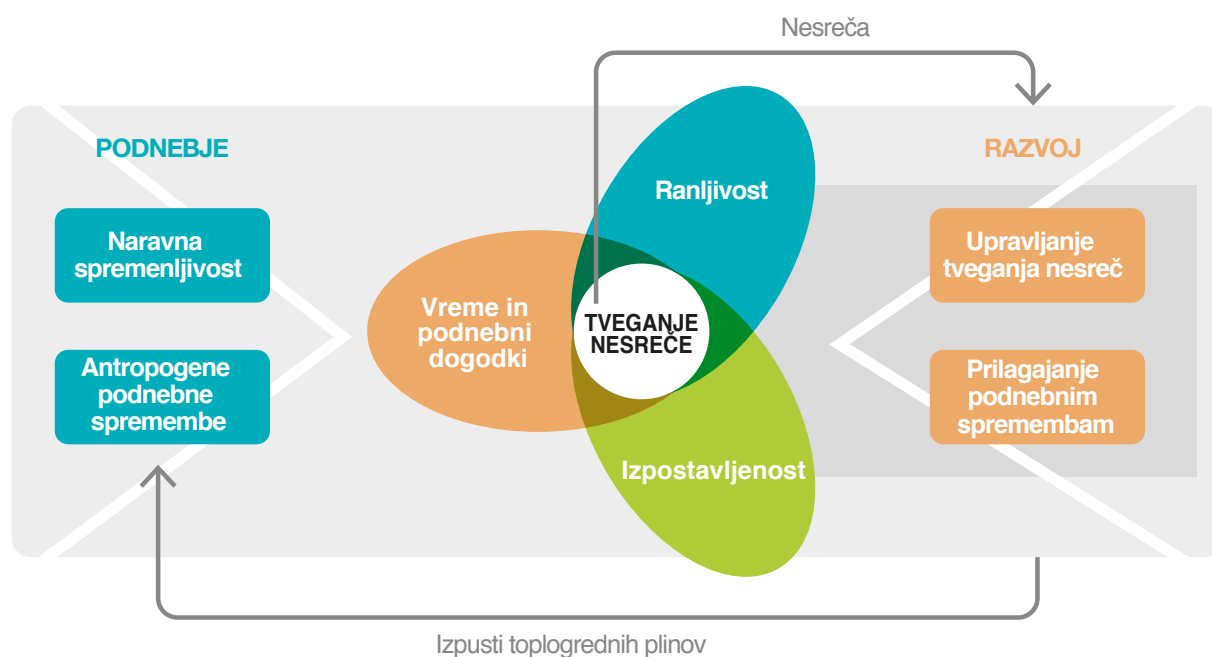 Nesreča
PODNEBJE
RAZVOJ
Naravna
spremenljivost
Antropogene
podnebne
spremembe
Vreme in
podnebni
dogodki
Ranljivost
TVEGANJE
NESREČE
Izpostavljenost
Upravljanje
tveganja nesreč
Prilagajanje
podnebnim
spremembam
Izpusti toplogrednih plinov